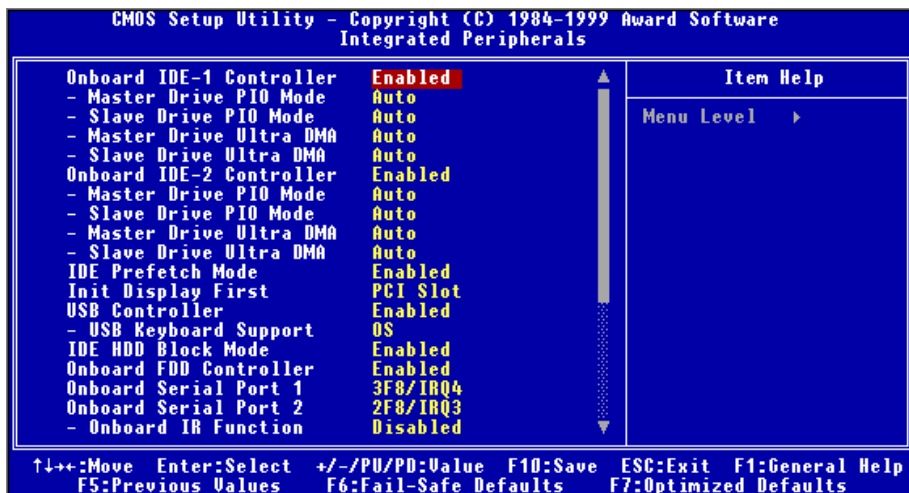 CMOS Setup Utility - Copyright (C) 1984-1999 Award Software
Integrated Peripherals
Onboard IDE-1 Controller Enabled
- Master Drive PIO Mode Auto
- Slave Drive PIO Mode Auto
- Master Drive Ultra DMA Auto
- Slave Drive Ultra DMA Auto
Onboard IDE-2 Controller Enabled
- Master Drive PIO Mode Auto
- Slave Drive PIO Mode Auto
- Master Drive Ultra DMA Auto
- Slave Drive Ultra DMA Auto
IDE Prefetch Mode Enabled
Init Display First PCI Slot
USB Controller Enabled
- USB Keyboard Support OS
IDE HDD Block Mode Enabled
Onboard FDD Controller Enabled
Onboard Serial Port 1 3F8/IRQ4
Onboard Serial Port 2 2F8/IRQ3
- Onboard IR Function Disabled
Item Help
Menu Level ▸
↑↓→←:Move Enter:Select +/-/PU/PD:Value F10:Save ESC:Exit F1:General Help
F5:Previous Values F6:Fail-Safe Defaults F7:Optimized Defaults